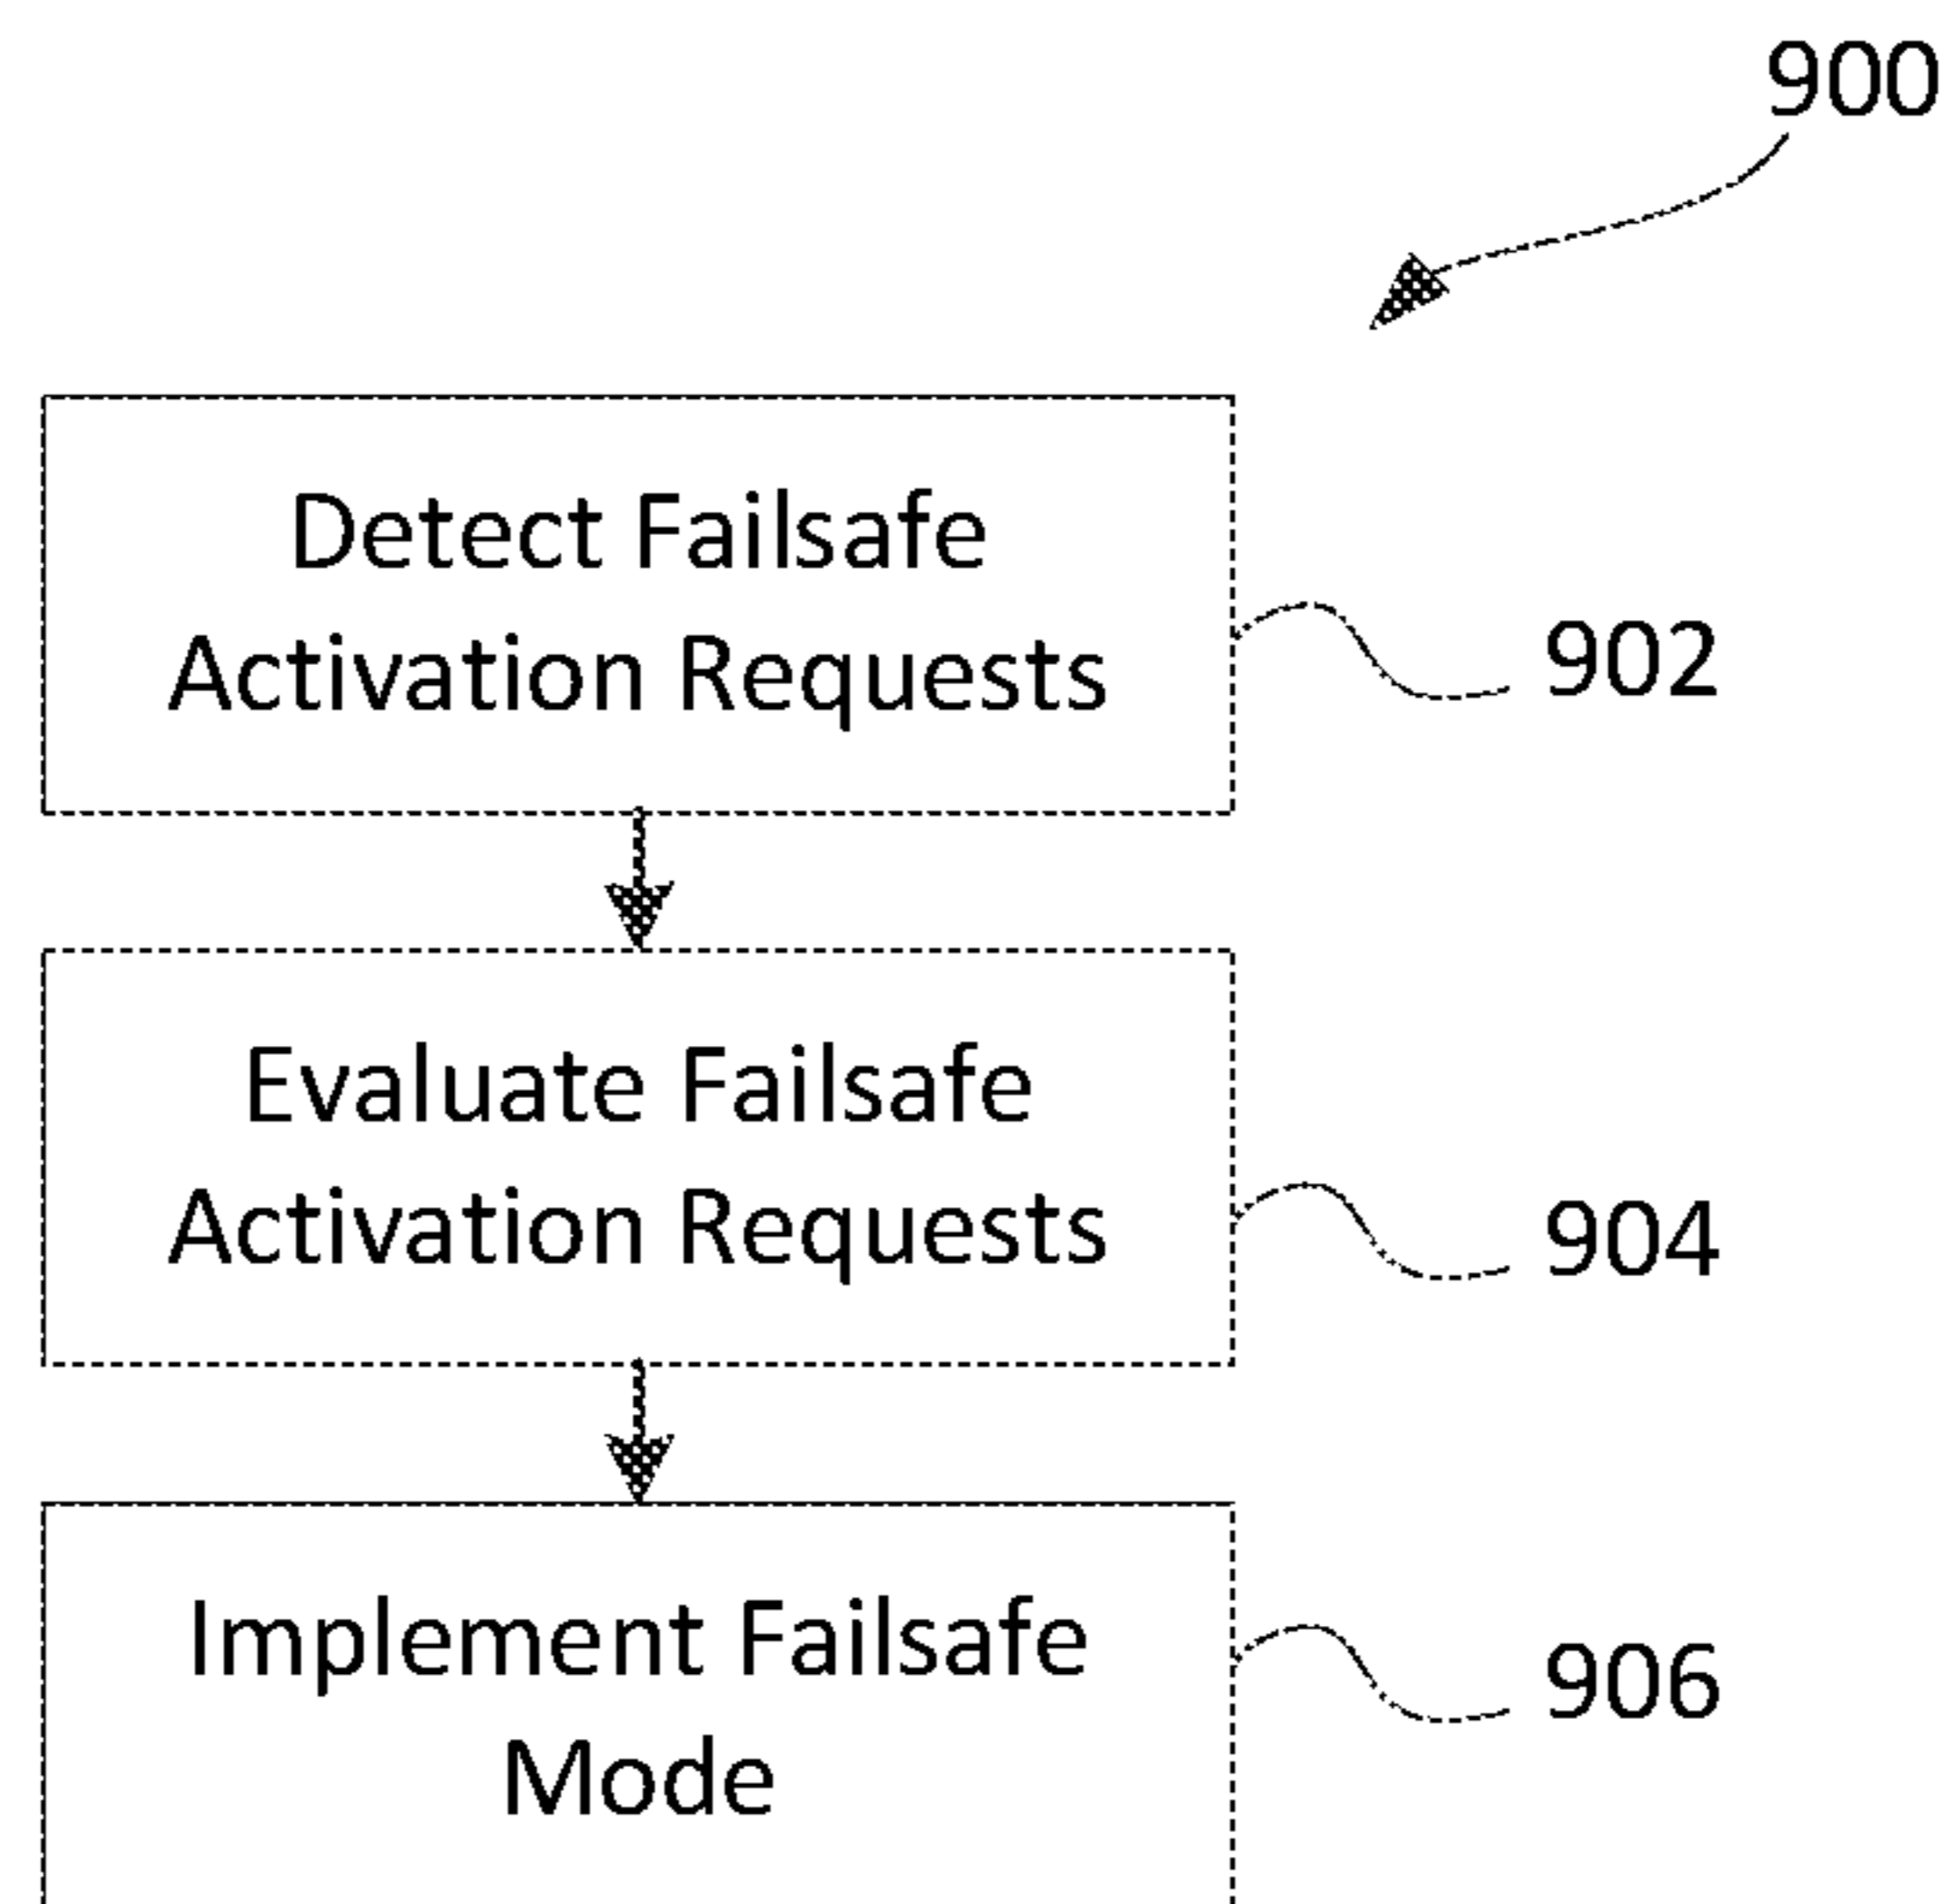 900
Detect Failsafe
Activation Requests
902
Evaluate Failsafe
Activation Requests
904
Implement Failsafe
Mode
906